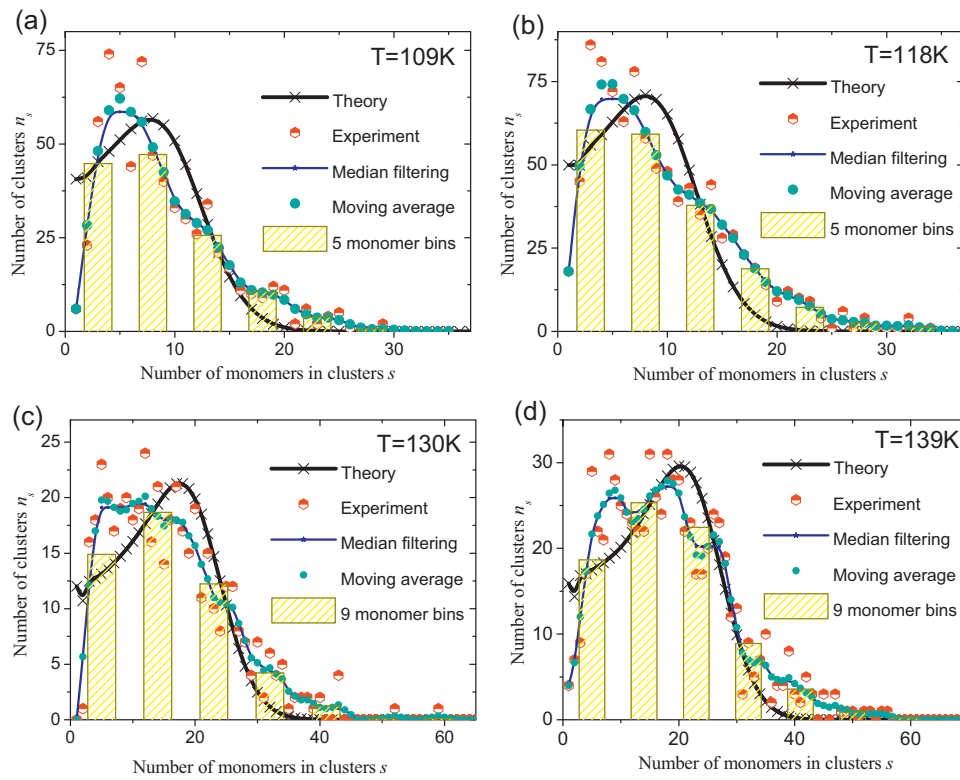 (a)
T=109K
Theory
Experiment
Median filtering
Moving average
5 monomer bins
Number of clusters n_s
75
50
25
0
0 10 20 30
Number of monomers in clusters s
(b)
T=118K
Theory
Experiment
Median filtering
Moving average
5 monomer bins
Number of clusters n_s
75
50
25
0
0 10 20 30
Number of monomers in clusters s
(c)
T=130K
Theory
Experiment
Median filtering
Moving average
9 monomer bins
Number of clusters n_s
25
20
15
10
5
0
0 20 40 60
Number of monomers in clusters s
(d)
T=139K
Theory
Experiment
Median filtering
Moving average
9 monomer bins
Number of clusters n_s
30
20
10
0
0 20 40 60
Number of monomers in clusters s